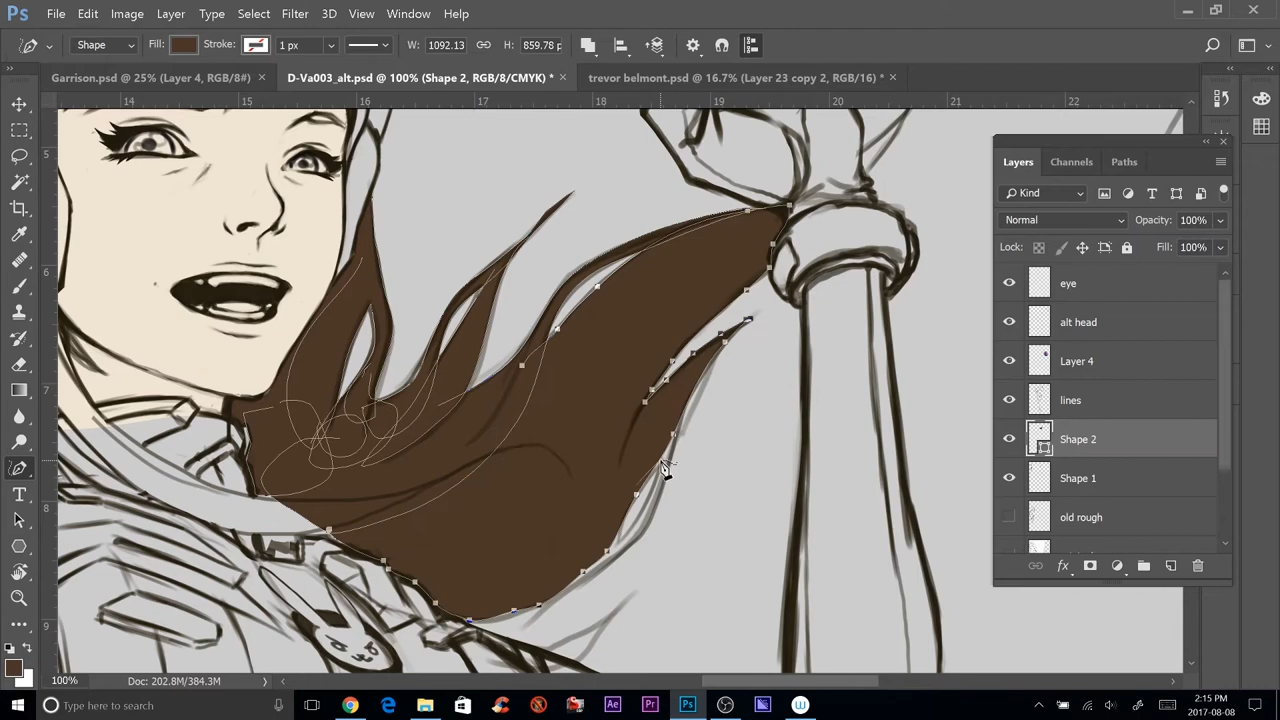 Ps File Edit Image Layer Type Select Filter 3D View Window Help
Shape Fill: Stroke: 1 px W: 1092.13 H: 859.78 p
Garrison.psd @ 25% (Layer 4, RGB/8#) × D-Va003_alt.psd @ 100% (Shape 2, RGB/8/CMYK) * × trevor belmont.psd @ 16.7% (Layer 23 copy 2, RGB/16) * ×
14 15 16 17 18 19 20 21 22
5
6
7
8
9
Layers Channels Paths
Kind
Normal Opacity: 100%
Lock: Fill: 100%
eye
alt head
Layer 4
lines
Shape 2
Shape 1
old rough
fx
100% Doc: 202.8M/384.3M
Type here to search
Ae Pr Ps
2:15 PM
2017-08-08